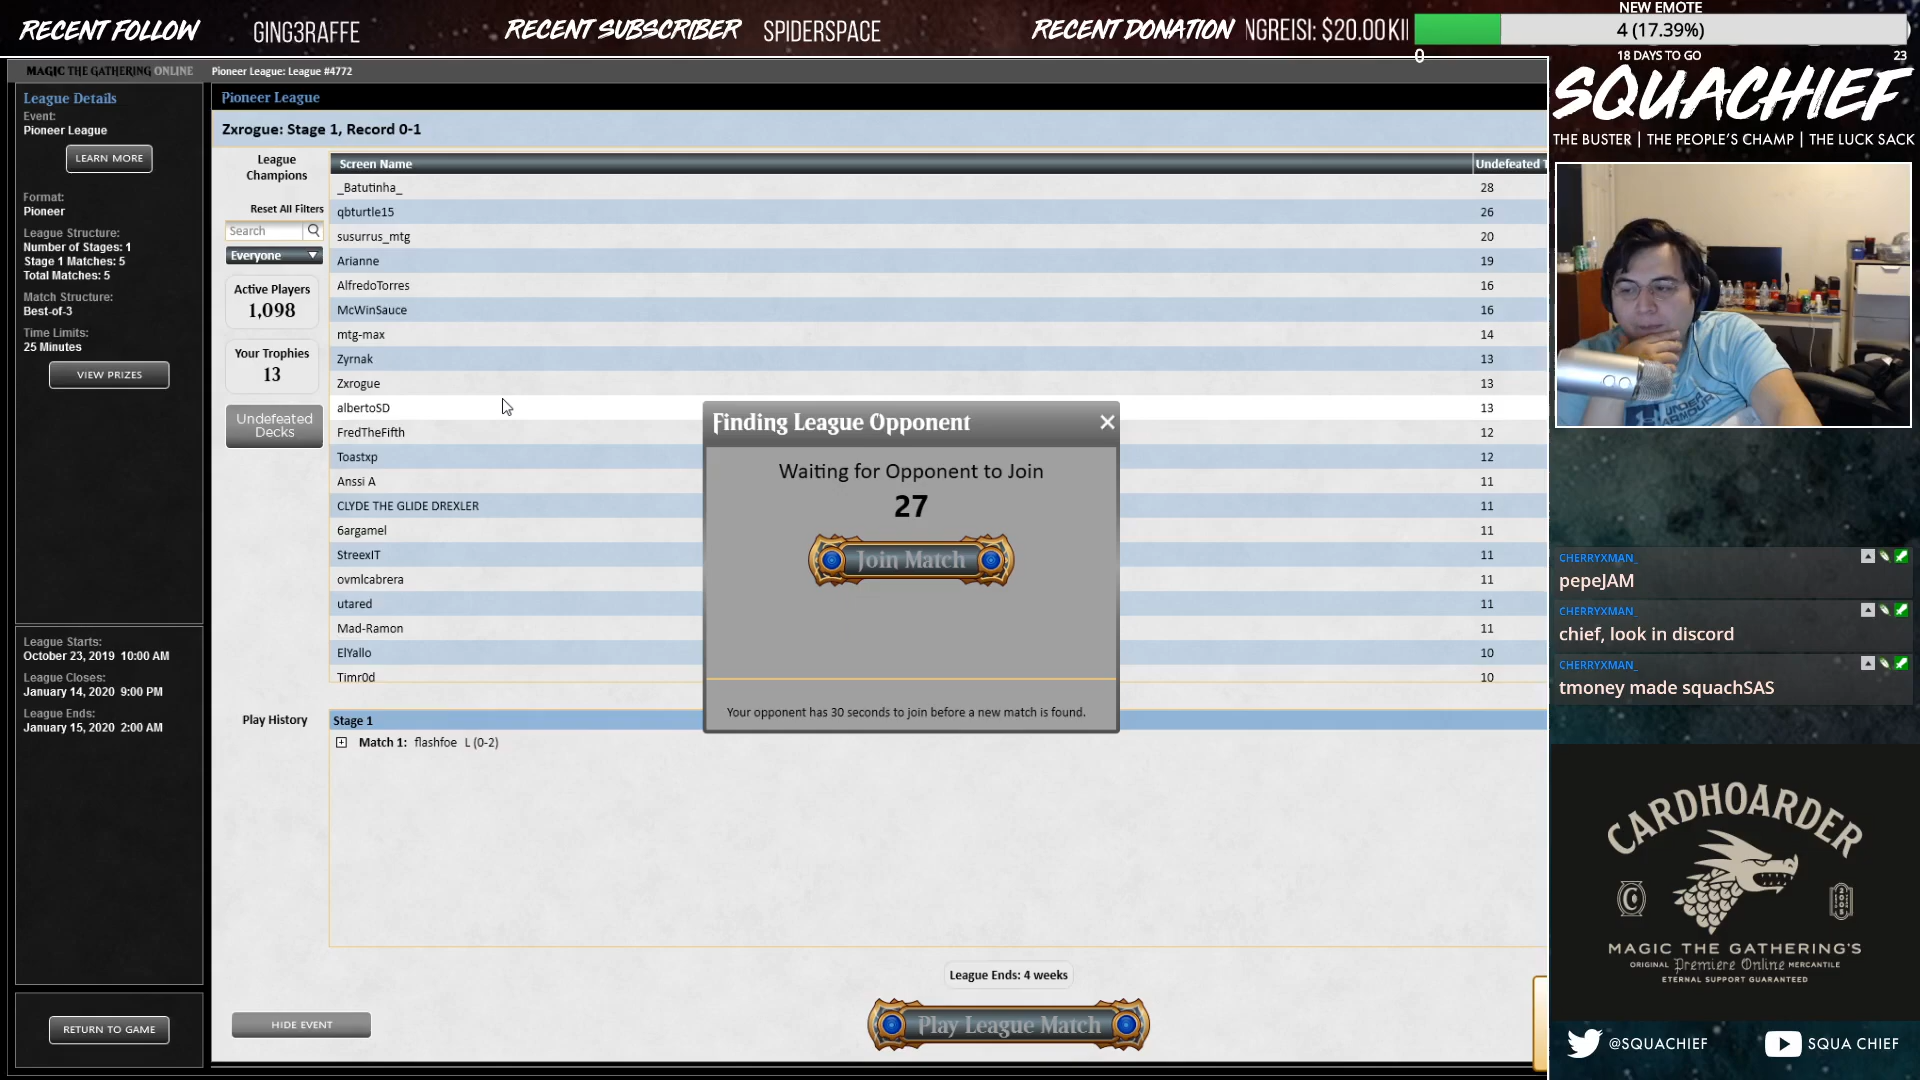 RECENT FOLLOW
GING3RAFFE
RECENT SUBSCRIBER
SPIDERSPACE
RECENT DONATION
NGREISI: $20.00
NEW EMOTE
4 (17.39%)
0
18 DAYS TO GO
23
MAGIC THE GATHERING ONLINE
Pioneer League: League #4772
League Details
Event:
Pioneer League
LEARN MORE
Format:
Pioneer
League Structure:
Number of Stages: 1
Stage 1 Matches: 5
Total Matches: 5
Match Structure:
Best-of-3
Time Limits:
25 Minutes
VIEW PRIZES
League Starts:
October 23, 2019 10:00 AM
League Closes:
January 14, 2020 9:00 PM
League Ends:
January 15, 2020 2:00 AM
RETURN TO GAME
Pioneer League
Zxrogue: Stage 1, Record 0-1
League
Champions
Reset All Filters
Search
Everyone
Active Players
1,098
Your Trophies
13
Undefeated
Decks
Screen Name
Undefeated T
_Batutinha_ 28
qbturtle15 26
susurrus_mtg 20
Arianne 19
AlfredoTorres 16
McWinSauce 16
mtg-max 14
Zyrnak 13
Zxrogue 13
albertoSD 13
FredTheFifth 12
Toastxp 12
Anssi A 11
CLYDE THE GLIDE DREXLER 11
6argamel 11
StreexIT 11
ovmlcabrera 11
utared 11
Mad-Ramon 11
ElYallo 10
Timr0d 10
Finding League Opponent
Waiting for Opponent to Join
27
Join Match
Your opponent has 30 seconds to join before a new match is found.
Play History
Stage 1
Match 1: flashfoe L (0-2)
League Ends: 4 weeks
HIDE EVENT
Play League Match
SQUACHIEF
THE BUSTER | THE PEOPLE'S CHAMP | THE LUCK SACK
UNDER ARMOUR
CHERRYXMAN_
pepeJAM
CHERRYXMAN_
chief, look in discord
CHERRYXMAN_
tmoney made squachSAS
CARDHOARDER
MAGIC THE GATHERING'S
ORIGINAL Premiere Online MERCANTILE
ETERNAL SUPPORT GUARANTEED
@SQUACHIEF
SQUA CHIEF